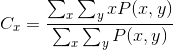 C_x = \frac{\sum_x \sum_y xP(x, y)}{\sum_x \sum_y P(x, y)}